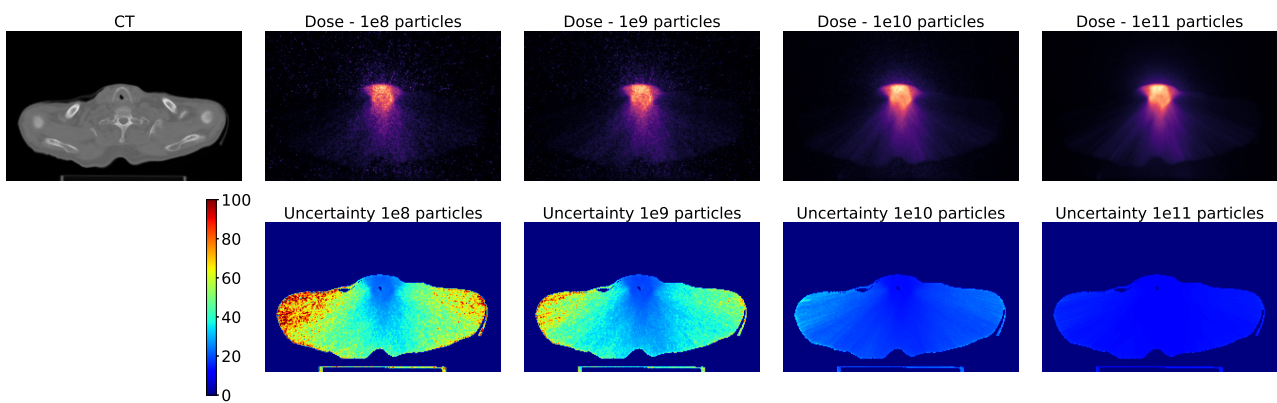 CT
Dose - 1e8 particles
Dose - 1e9 particles
Dose - 1e10 particles
Dose - 1e11 particles
Uncertainty 1e8 particles
Uncertainty 1e9 particles
Uncertainty 1e10 particles
Uncertainty 1e11 particles
100
80
60
40
20
0